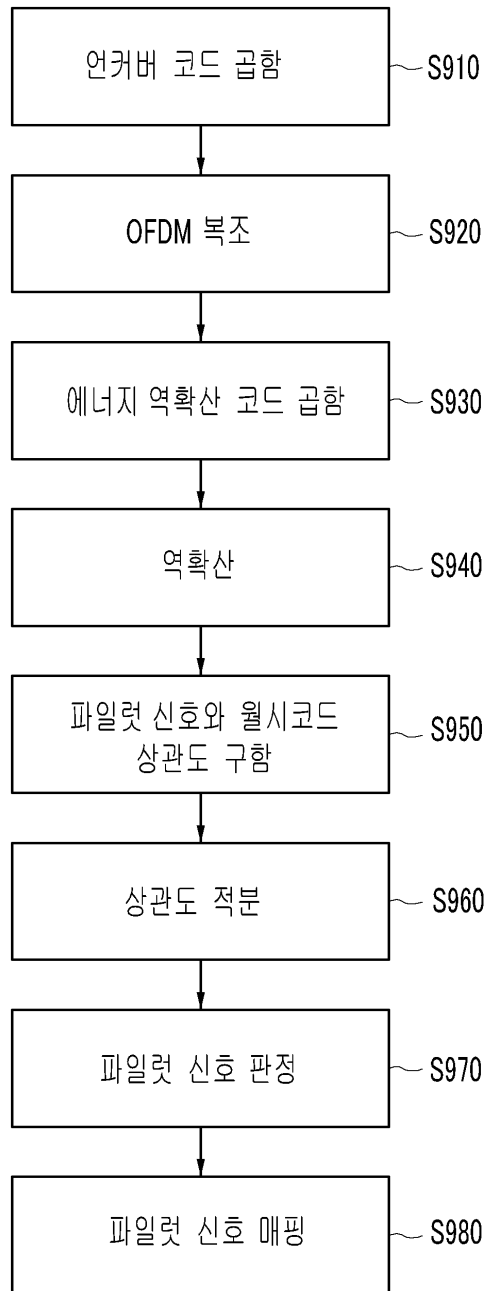 언커버 코드 곱함
S910
OFDM 복조
S920
에너지 역확산 코드 곱함
S930
역확산
S940
파일럿 신호와 월시코드
상관도 구함
S950
상관도 적분
S960
파일럿 신호 판정
S970
파일럿 신호 매핑
S980